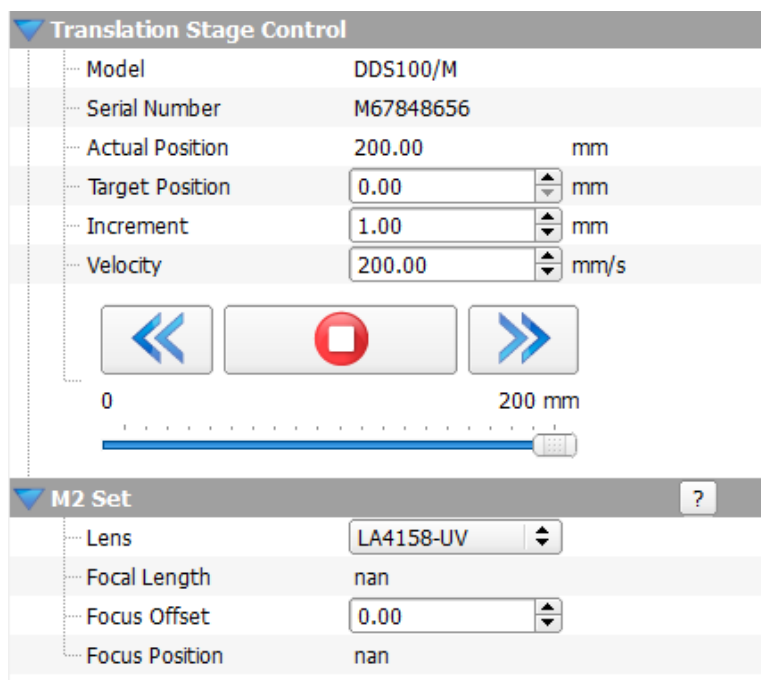 Translation Stage Control
Model DDS100/M
Serial Number M67848656
Actual Position 200.00 mm
Target Position 0.00 mm
Increment 1.00 mm
Velocity 200.00 mm/s
0 200 mm
M2 Set ?
Lens LA4158-UV
Focal Length nan
Focus Offset 0.00
Focus Position nan